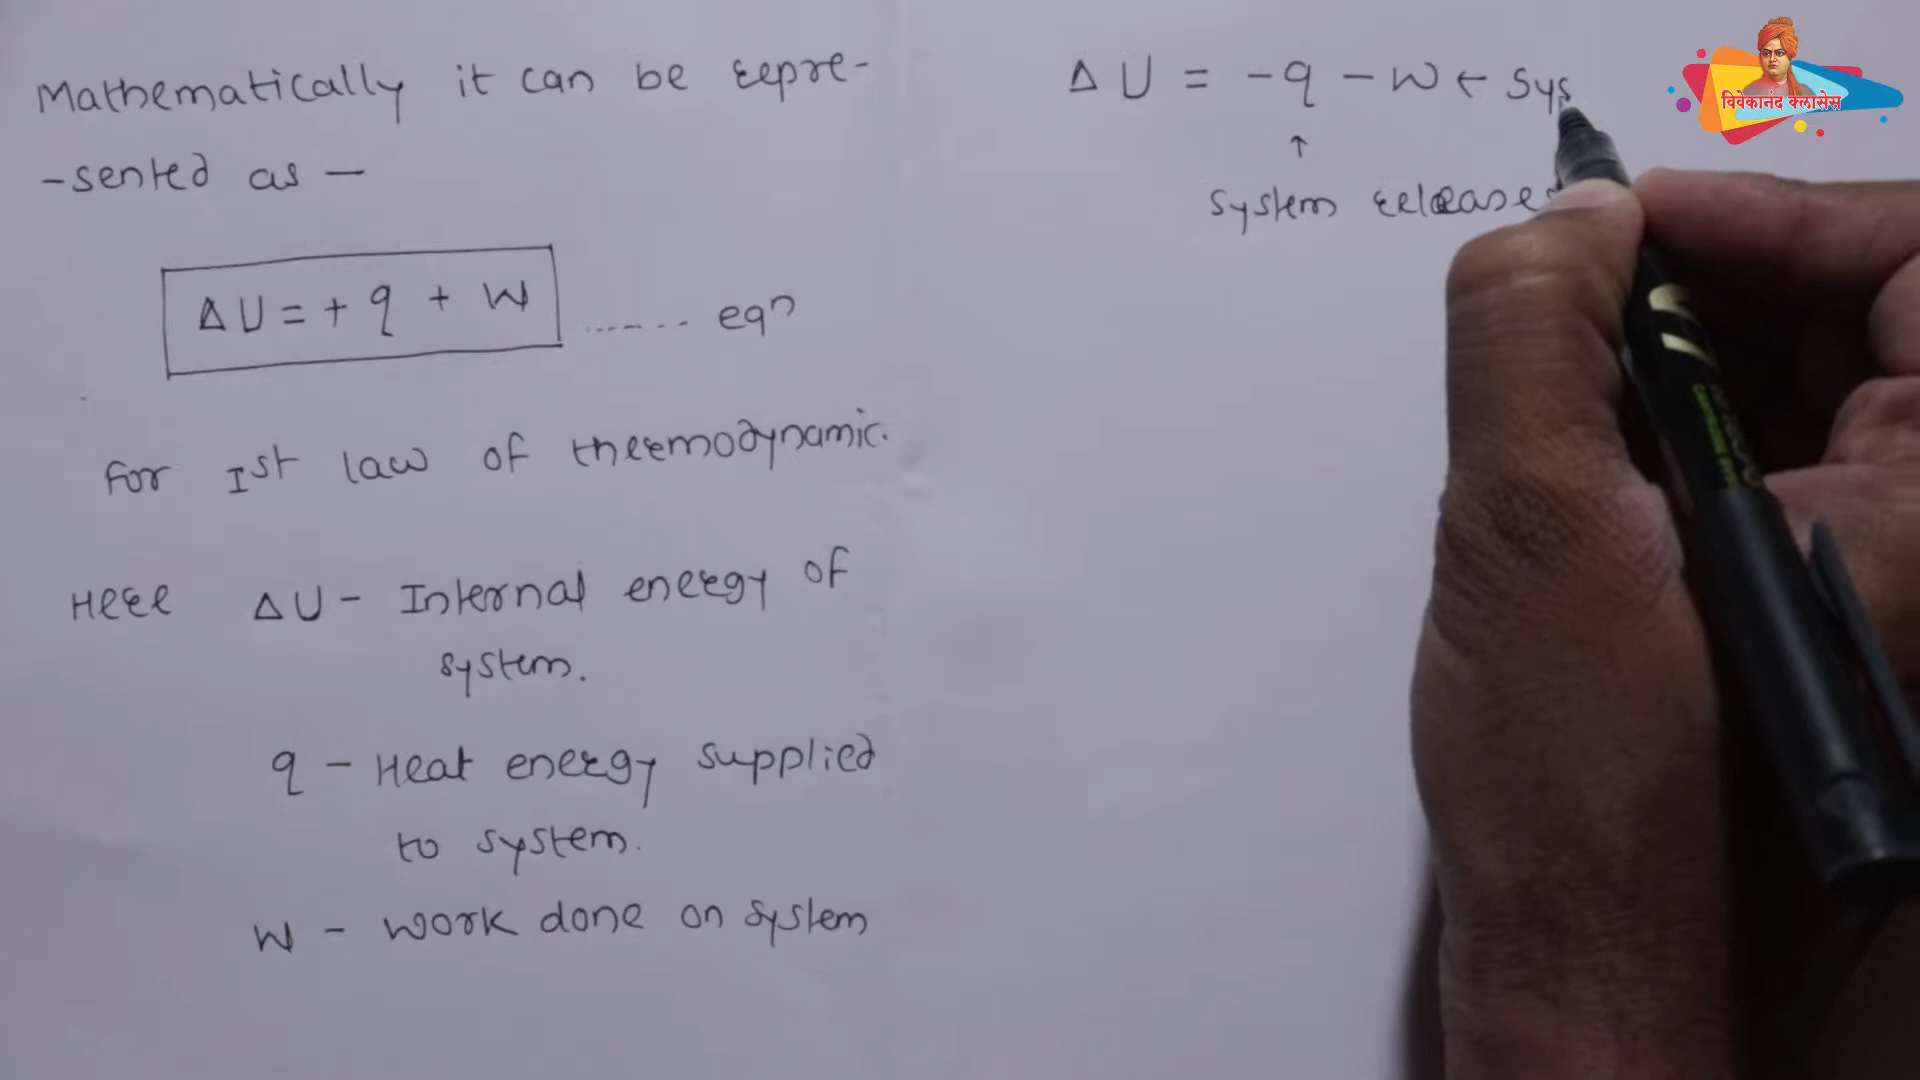 Mathematically it can be repre-
-sented as -
ΔU = + q + W ....... eqn
For Ist law of thermodynamic.
Here ΔU - Internal energy of
system.
q - Heat energy supplied
to system.
W - work done on system
ΔU = -q - W ← Sys
↑
system releases
विवेकानंद क्लासेस